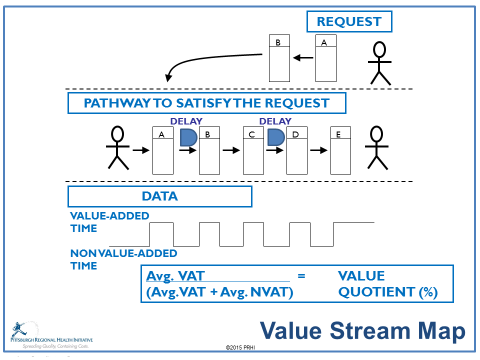 REQUEST
B A
PATHWAY TO SATISFY THE REQUEST
DELAY DELAY
A B C D E
DATA
VALUE-ADDED
TIME
NON VALUE-ADDED
TIME
Avg. VAT = VALUE
(Avg.VAT + Avg. NVAT) QUOTIENT (%)
Value Stream Map
PITTSBURGH REGIONAL HEALTH INITIATIVE
Spreading Quality, Containing Costs
©2015 PRHI